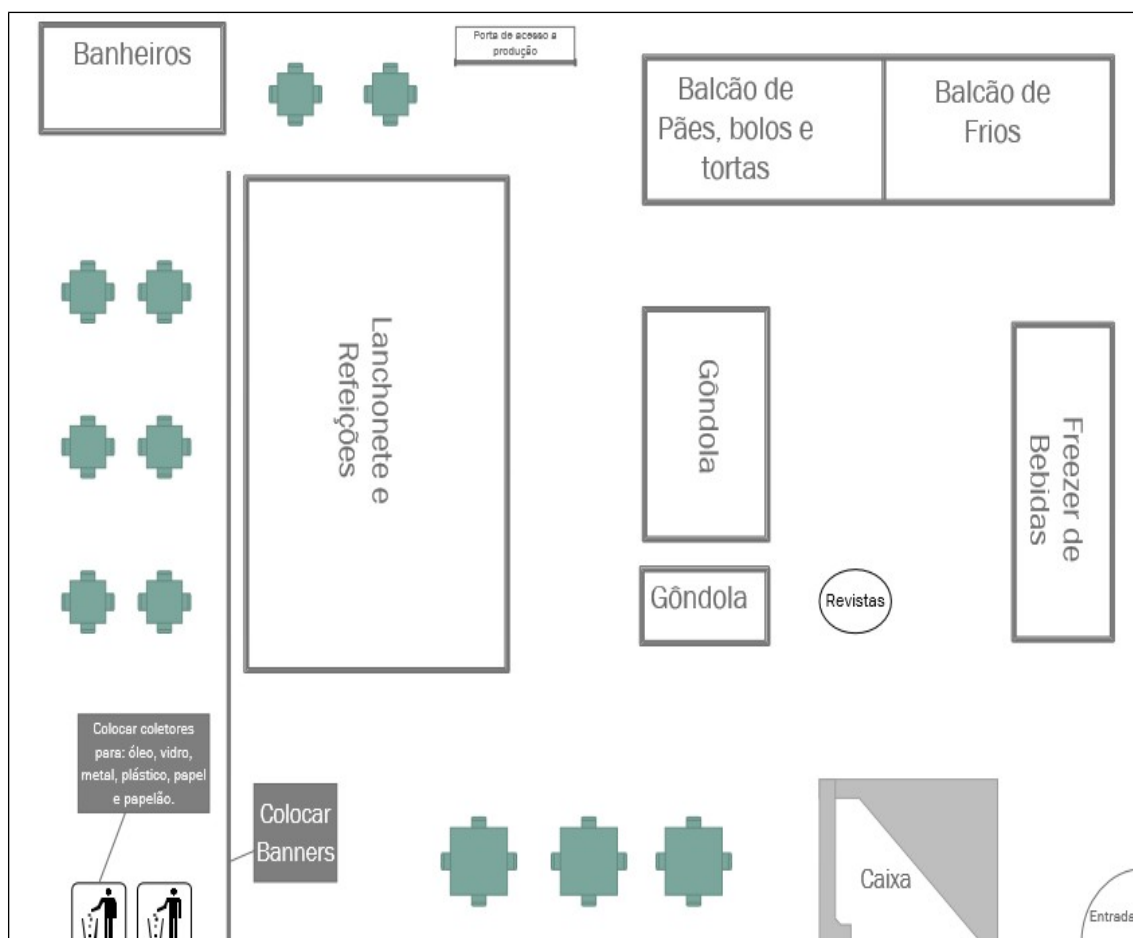 Banheiros
Porta de acesso a
produção
Balcão de
Pães, bolos e
tortas
Balcão de
Frios
Lanchonete e
Refeições
Gôndola
Freezer de
Bebidas
Gôndola
Revistas
Colocar coletores
para: óleo, vidro,
metal, plástico, papel
e papelão.
Colocar
Banners
Caixa
Entrada